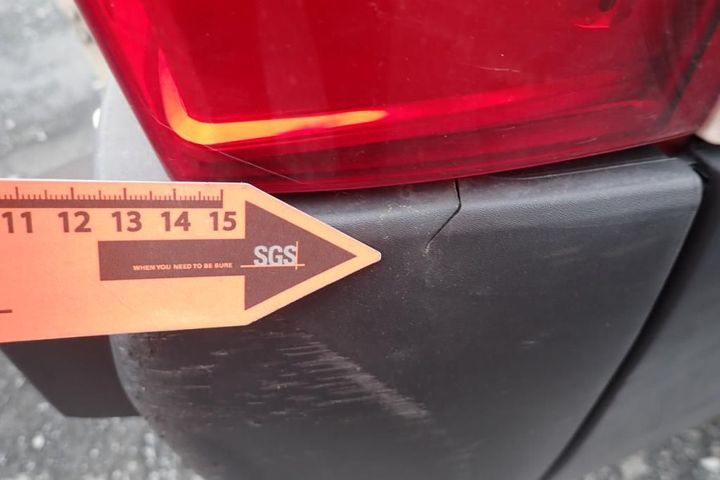 11 12 13 14 15
SGS
WHEN YOU NEED TO BE SURE